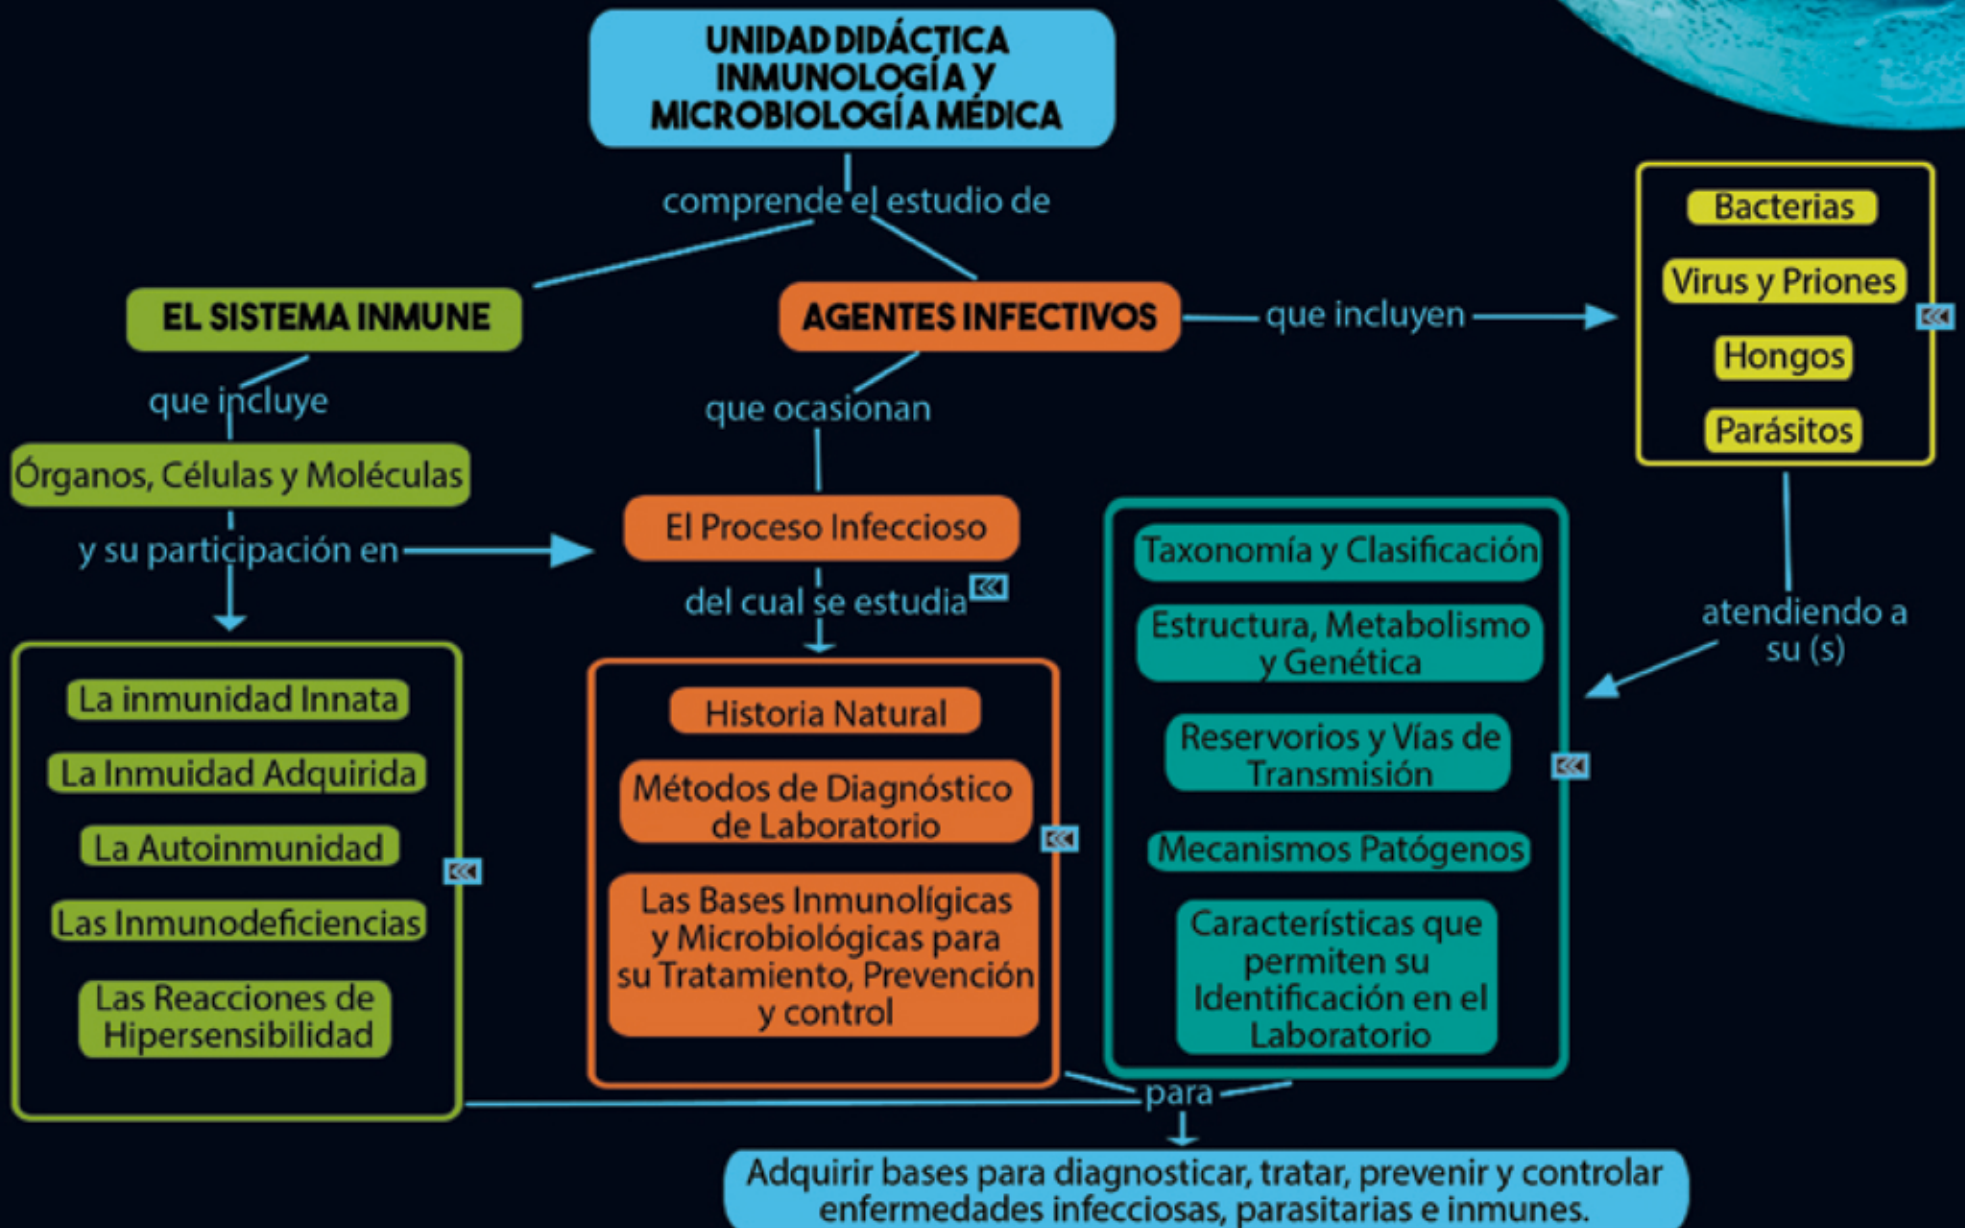 UNIDAD DIDÁCTICA
INMUNOLOGÍA Y
MICROBIOLOGÍA MÉDICA
comprende el estudio de
EL SISTEMA INMUNE
que incluye
Órganos, Células y Moléculas
y su participación en
La inmunidad Innata
La Inmuidad Adquirida
La Autoinmunidad
Las Inmunodeficiencias
Las Reacciones de
Hipersensibilidad
AGENTES INFECTIVOS
que ocasionan
El Proceso Infeccioso
del cual se estudia
Historia Natural
Métodos de Diagnóstico
de Laboratorio
Las Bases Inmunolígicas
y Microbiológicas para
su Tratamiento, Prevención
y control
que incluyen
Bacterias
Virus y Priones
Hongos
Parásitos
atendiendo a
su (s)
Taxonomía y Clasificación
Estructura, Metabolismo
y Genética
Reservorios y Vías de
Transmisión
Mecanismos Patógenos
Características que
permiten su
Identificación en el
Laboratorio
para
Adquirir bases para diagnosticar, tratar, prevenir y controlar
enfermedades infecciosas, parasitarias e inmunes.